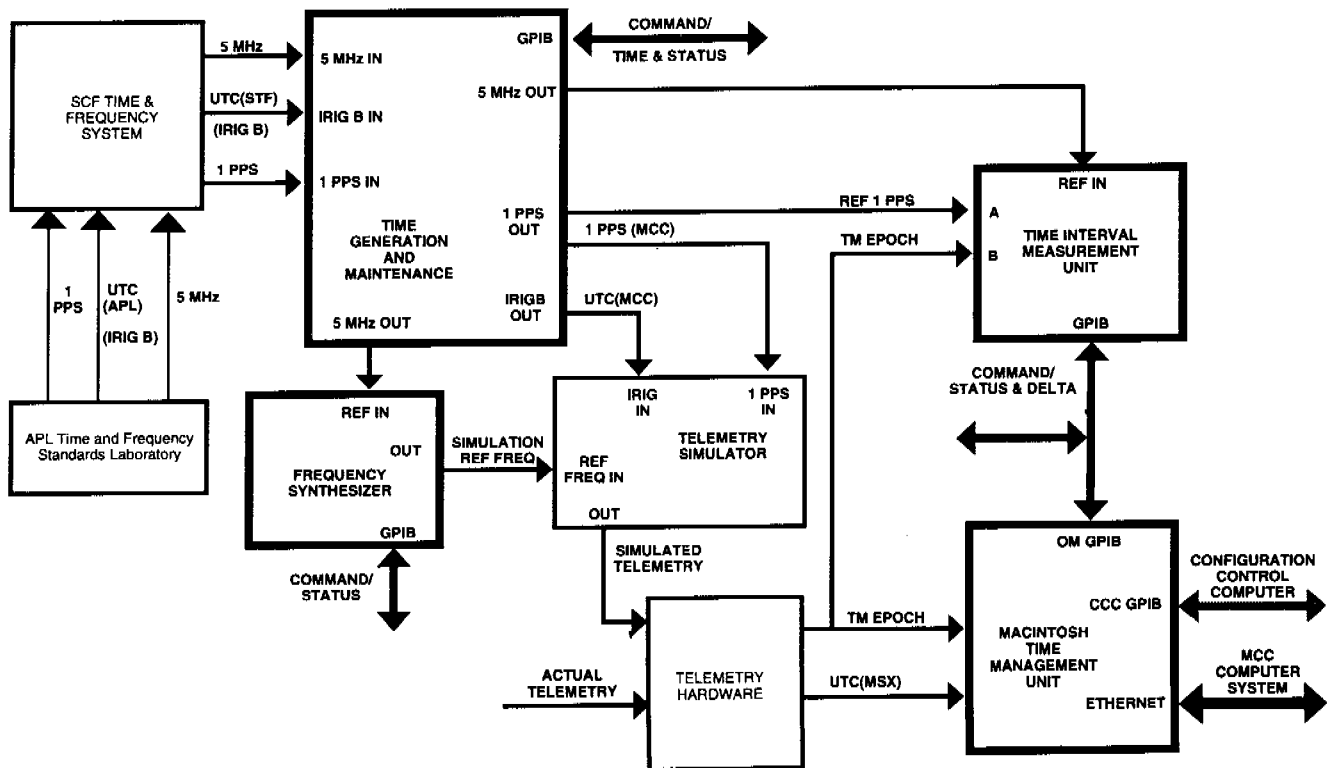 SCF TIME &
FREQUENCY
SYSTEM
5 MHz
UTC(STF)
(IRIG B)
1 PPS
1
PPS
UTC
(APL)
(IRIG B)
5 MHz
APL Time and Frequency
Standards Laboratory
GPIB
5 MHz IN
5 MHz OUT
IRIG B IN
1 PPS IN
1 PPS
OUT
TIME
GENERATION
AND
MAINTENANCE
IRIGB
OUT
5 MHz OUT
COMMAND/
TIME & STATUS
REF 1 PPS
1 PPS (MCC)
TM EPOCH
UTC(MCC)
REF IN
A
TIME INTERVAL
MEASUREMENT
UNIT
B
GPIB
COMMAND/
STATUS & DELTA
REF IN
OUT
FREQUENCY
SYNTHESIZER
GPIB
COMMAND/
STATUS
SIMULATION
REF FREQ
IRIG
IN
1 PPS
IN
TELEMETRY
SIMULATOR
REF
FREQ IN
OUT
SIMULATED
TELEMETRY
ACTUAL
TELEMETRY
TELEMETRY
HARDWARE
TM EPOCH
UTC(MSX)
OM GPIB
CCC GPIB
MACINTOSH
TIME
MANAGEMENT
UNIT
ETHERNET
CONFIGURATION
CONTROL
COMPUTER
MCC
COMPUTER
SYSTEM